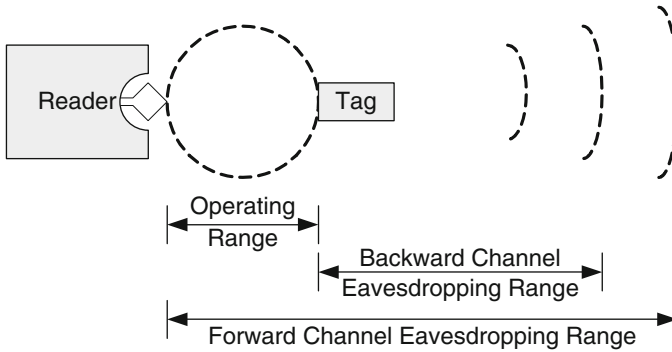 Reader
Tag
Operating
Range
Backward Channel
Eavesdropping Range
Forward Channel Eavesdropping Range